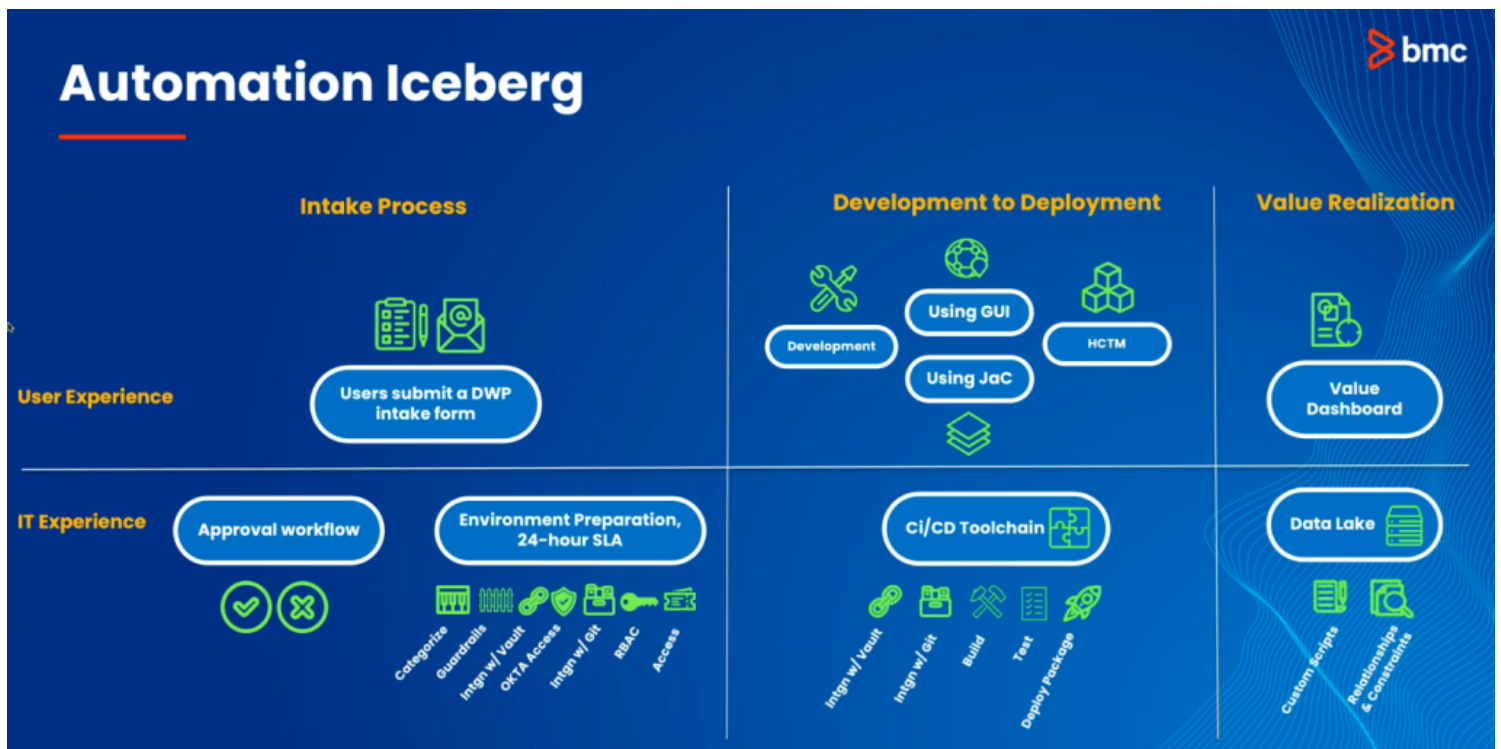 Automation Iceberg
bmc
Intake Process
Development to Deployment
Value Realization
User Experience
Users submit a DWP
intake form
Development
Using GUI
Using JaC
HCTM
Value
Dashboard
IT Experience
Approval workflow
Environment Preparation,
24-hour SLA
Categorize
Guardrails
Intgn w/ Vault
OKTA Access
Intgn w/ Git
RBAC
Access
Ci/CD Toolchain
Intgn w/ Vault
Intgn w/ Git
Build
Test
Deploy Package
Data Lake
Custom Scripts
Relationships
& Constraints